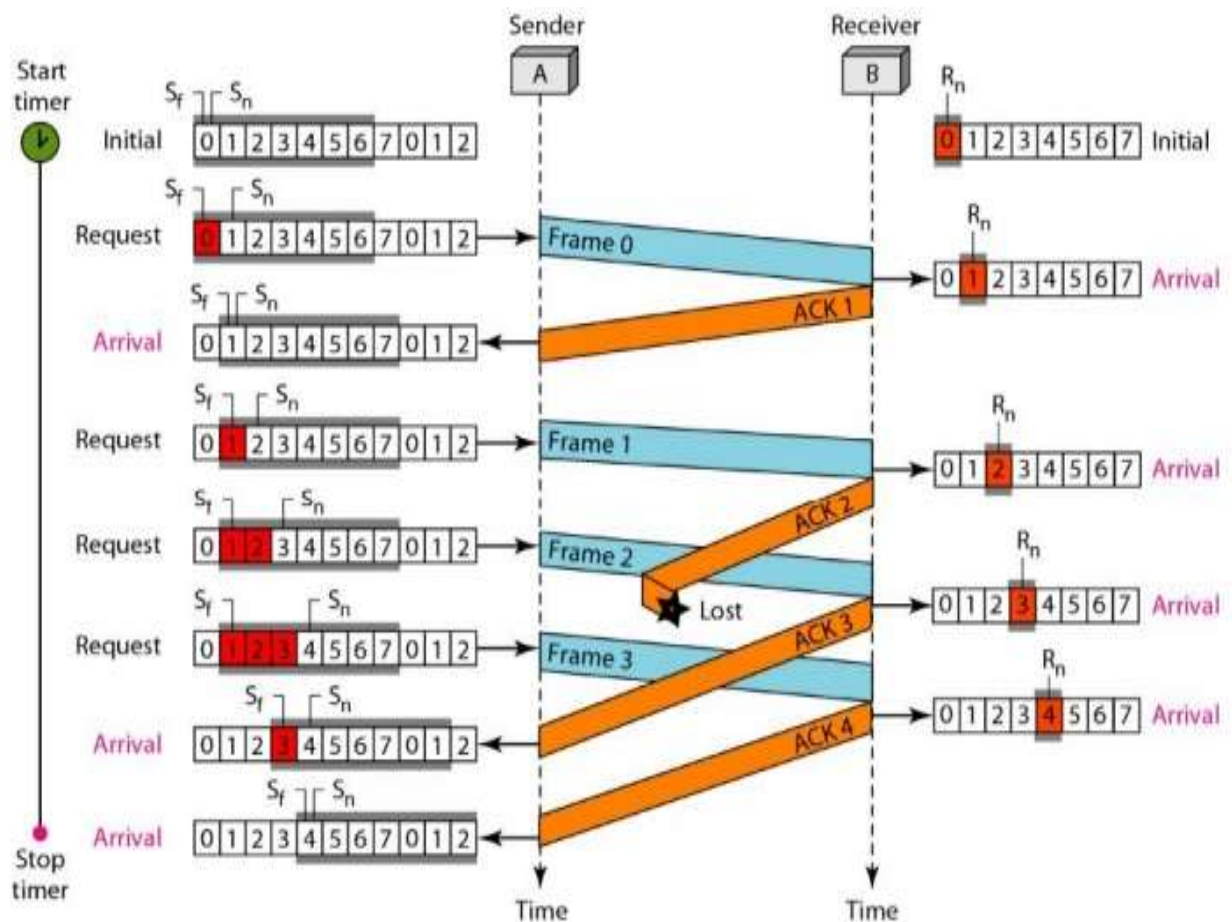 Sender Receiver
A B
Start
timer
Sf Sn
Rn
Initial 0 1 2 3 4 5 6 7 0 1 2
0 1 2 3 4 5 6 7 Initial
Sf Sn
Request 0 1 2 3 4 5 6 7 0 1 2
Frame 0
Rn
0 1 2 3 4 5 6 7 Arrival
ACK 1
Sf Sn
Arrival 0 1 2 3 4 5 6 7 0 1 2
Sf Sn
Request 0 1 2 3 4 5 6 7 0 1 2
Frame 1
Rn
0 1 2 3 4 5 6 7 Arrival
ACK 2
Sf Sn
Request 0 1 2 3 4 5 6 7 0 1 2
Frame 2
Lost
Rn
0 1 2 3 4 5 6 7 Arrival
ACK 3
Sf Sn
Request 0 1 2 3 4 5 6 7 0 1 2
Frame 3
Rn
0 1 2 3 4 5 6 7 Arrival
ACK 4
Sf Sn
Arrival 0 1 2 3 4 5 6 7 0 1 2
Sf Sn
Arrival 0 1 2 3 4 5 6 7 0 1 2
Stop
timer
Time Time